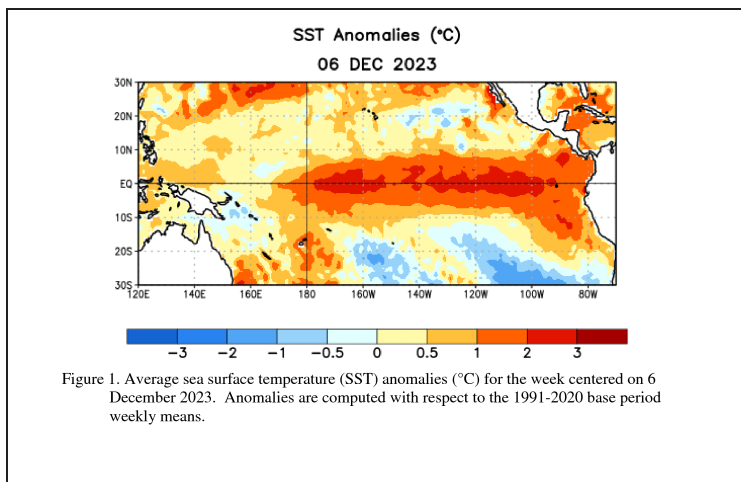 SST Anomalies (°C)
06 DEC 2023
30N
20N
10N
EQ
10S
20S
30S
120E 140E 160E 180 160W 140W 120W 100W 80W
-3 -2 -1 -0.5 0 0.5 1 2 3
Figure 1. Average sea surface temperature (SST) anomalies (°C) for the week centered on 6
December 2023.  Anomalies are computed with respect to the 1991-2020 base period
weekly means.